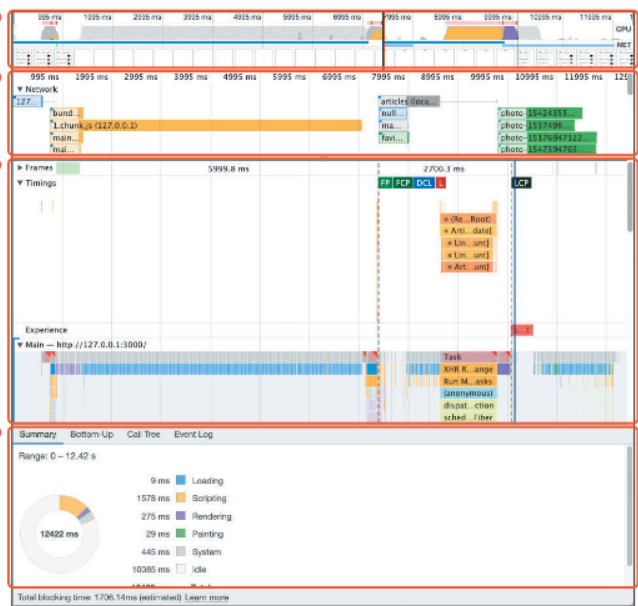 995 ms 1995 ms 2995 ms 3995 ms 4995 ms 5995 ms 6995 ms 7995 ms 8995 ms 9995 ms 10995 ms 11995 ms
CPU
NET
995 ms 1995 ms 2995 ms 3995 ms 4995 ms 5995 ms 6995 ms 7995 ms 8995 ms 9995 ms 10995 ms 11995 ms 129
▼ Network
127... articles (loca...
bund... null... photo-15424355...
1.chunk.js (127.0.0.1) ma... photo-1537498...
main... favi... photo-15176947122...
mai... photo-1547394765-...
▶ Frames 5999.8 ms 2700.3 ms
▼ Timings FP FCP DCL L LCP
(Re...Root)
Arti...date]
Lin...unt]
Lin...unt]
Art...unt]
Experience L...t
▼ Main — http://127.0.0.1:3000/
Task
XHR R...ange
Run M...asks
(anonymous)
dispat...ction
sched...Fiber
Summary Bottom-Up Call Tree Event Log
Range: 0 – 12.42 s
9 ms Loading
1578 ms Scripting
275 ms Rendering
12422 ms 29 ms Painting
445 ms System
10085 ms Idle
Total blocking time: 1706.14ms (estimated) Learn more